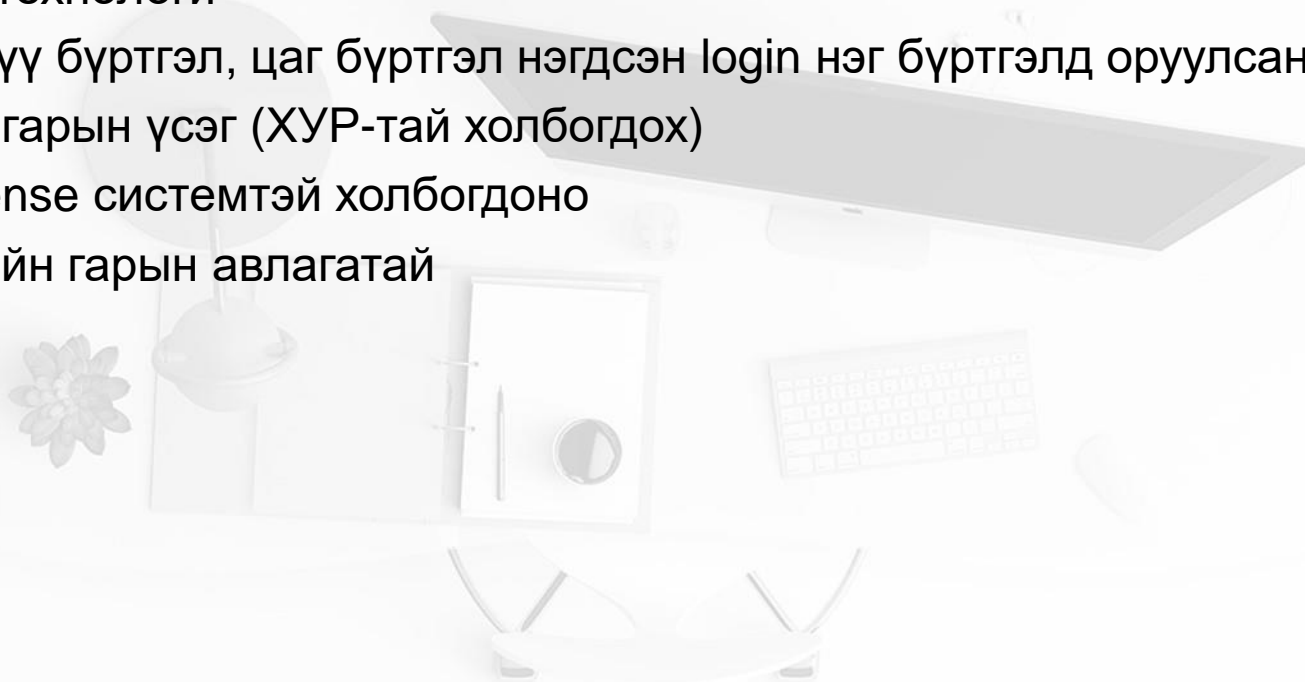 үү бүртгэл, цаг бүртгэл нэгдсэн login нэг бүртгэлд оруулсан
гарын үсэг (ХУР-тай холбогдох)
nse системтэй холбогдоно
йн гарын авлагатай